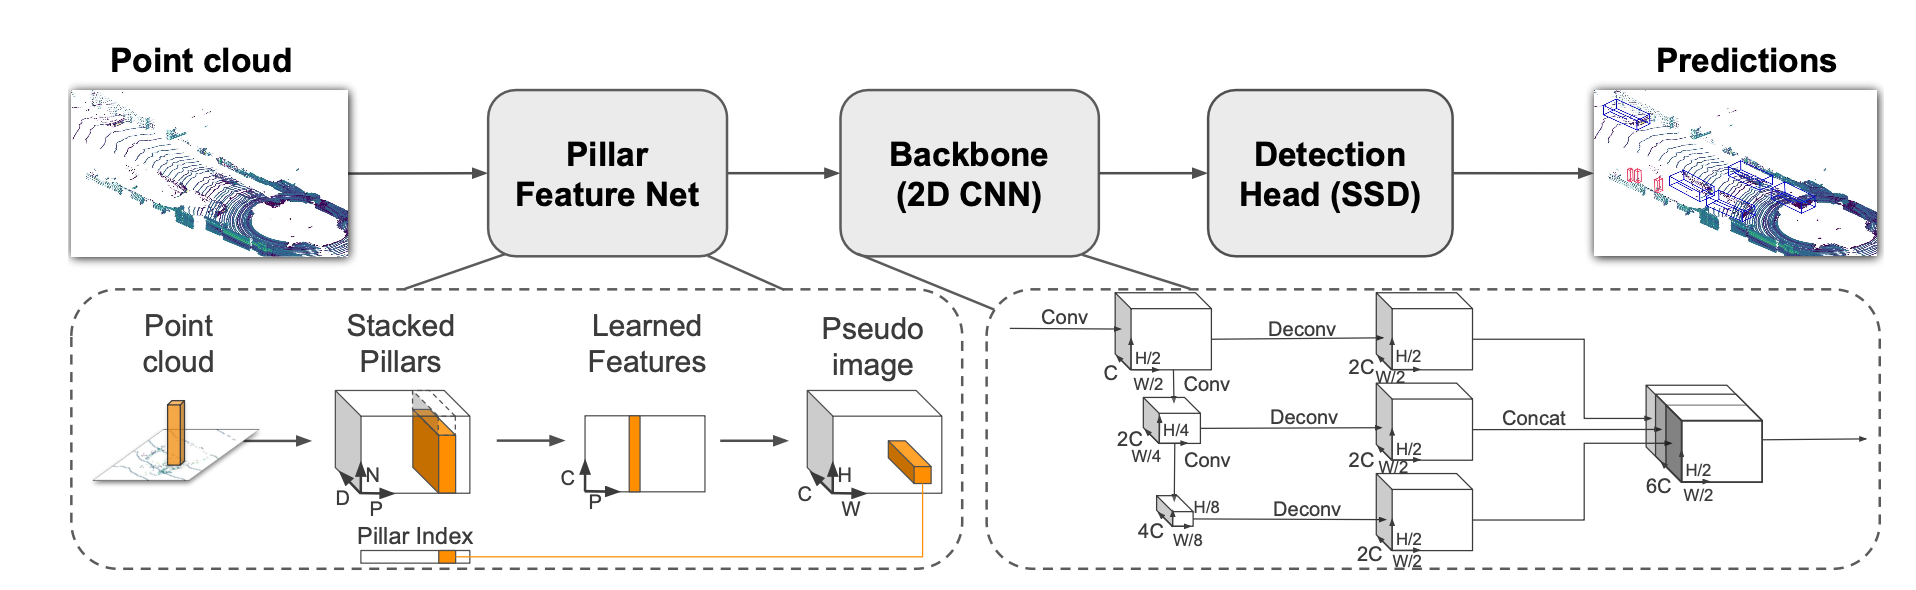 Point cloud
Predictions
Pillar
Feature Net
Backbone
(2D CNN)
Detection
Head (SSD)
Point
cloud
Stacked
Pillars
Learned
Features
Pseudo
image
D
N
P
C
P
C
H
W
Pillar Index
Conv
C
H/2
W/2
Conv
2C
H/4
W/4
Conv
4C
H/8
W/8
Deconv
2C
H/2
W/2
Deconv
2C
H/2
W/2
Deconv
2C
H/2
W/2
Concat
6C
H/2
W/2